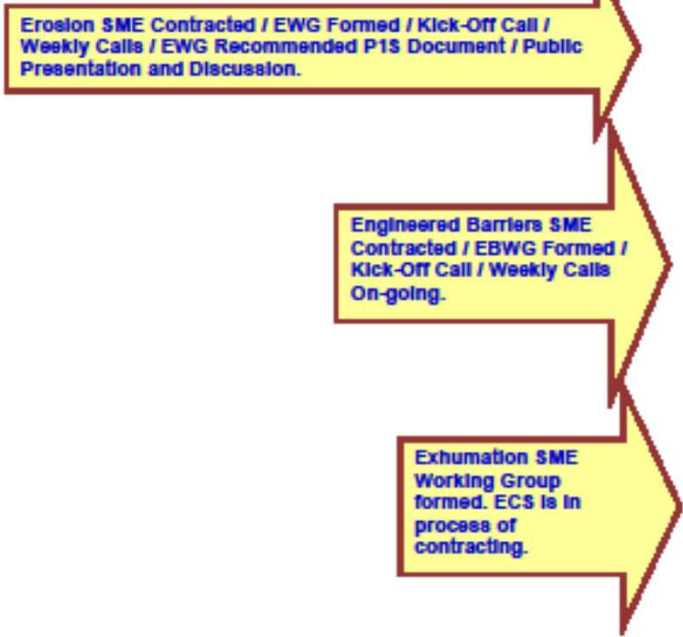 Erosion SME Contracted / EWG Formed / Kick-Off Call /
Weekly Calls / EWG Recommended P1S Document / Public
Presentation and Discussion.
Engineered Barriers SME
Contracted / EBWG Formed /
Kick-Off Call / Weekly Calls
On-going.
Exhumation SME
Working Group
formed. ECS is in
process of
contracting.